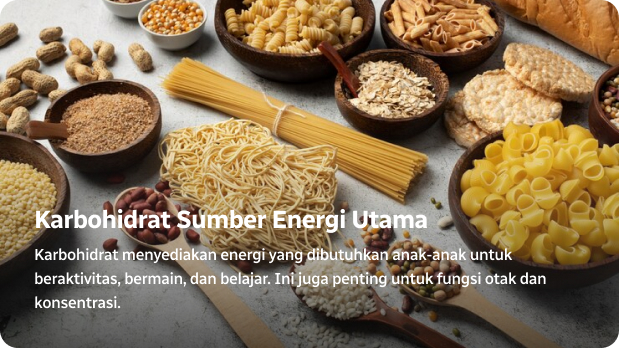 Karbohidrat Sumber Energi Utama
Karbohidrat menyediakan energi yang dibutuhkan anak-anak untuk
beraktivitas, bermain, dan belajar. Ini juga penting untuk fungsi otak dan
konsentrasi.